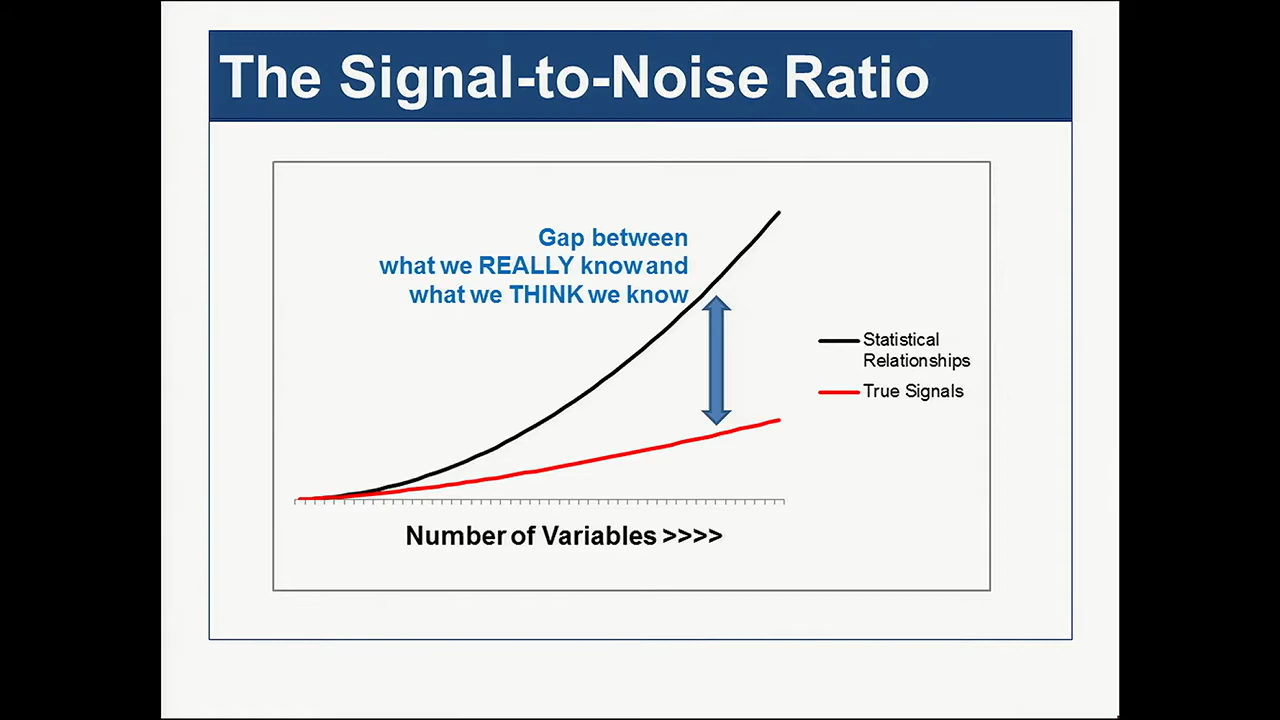 The Signal-to-Noise Ratio
Gap between
what we REALLY know and
what we THINK we know
Statistical
Relationships
True Signals
Number of Variables >>>>